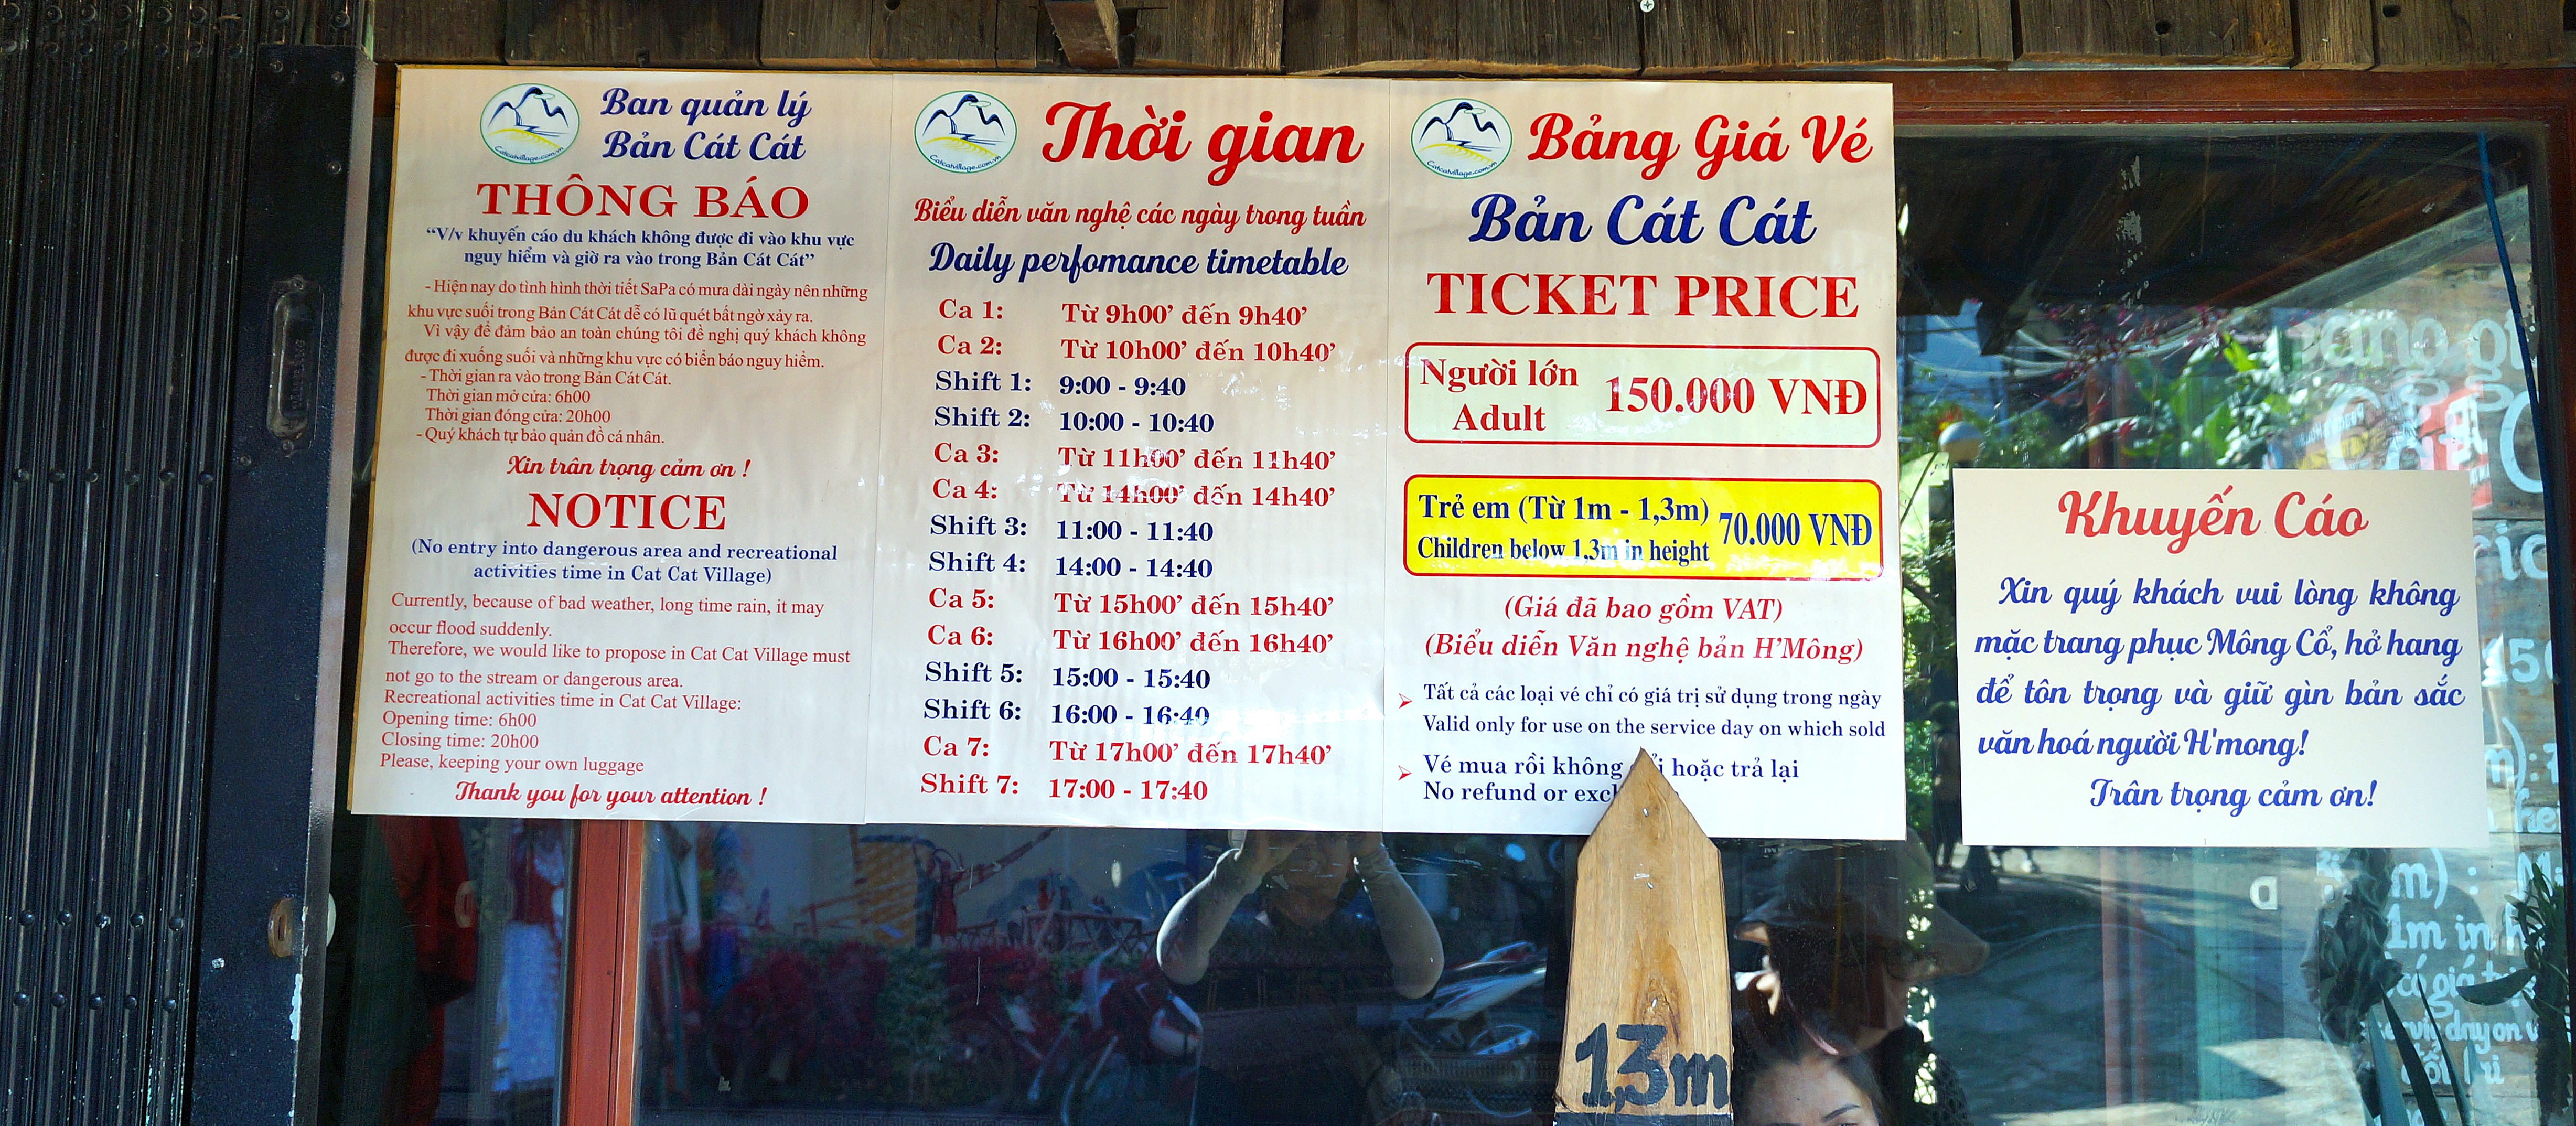 Ban quản lý
Bản Cát Cát
THÔNG BÁO
“V/v khuyến cáo du khách không được đi vào khu vực
nguy hiểm và giờ ra vào trong Bản Cát Cát”
- Hiện nay do tình hình thời tiết SaPa có mưa dài ngày nên những
khu vực suối trong Bản Cát Cát dễ có lũ quét bất ngờ xảy ra.
Vì vậy để đảm bảo an toàn chúng tôi đề nghị quý khách không
được đi xuống suối và những khu vực có biển báo nguy hiểm.
- Thời gian ra vào trong Bản Cát Cát.
Thời gian mở cửa: 6h00
Thời gian đóng cửa: 20h00
- Quý khách tự bảo quản đồ cá nhân.
Xin trân trọng cảm ơn !
NOTICE
(No entry into dangerous area and recreational
activities time in Cat Cat Village)
Currently, because of bad weather, long time rain, it may
occur flood suddenly.
Therefore, we would like to propose in Cat Cat Village must
not go to the stream or dangerous area.
Recreational activities time in Cat Cat Village:
Opening time: 6h00
Closing time: 20h00
Please, keeping your own luggage
Thank you for your attention !
Catcatvillage.com.vn
Thời gian
Biểu diễn văn nghệ các ngày trong tuần
Daily perfomance timetable
Ca 1: Từ 9h00’ đến 9h40’
Ca 2: Từ 10h00’ đến 10h40’
Shift 1: 9:00 - 9:40
Shift 2: 10:00 - 10:40
Ca 3: Từ 11h00’ đến 11h40’
Ca 4: Từ 14h00’ đến 14h40’
Shift 3: 11:00 - 11:40
Shift 4: 14:00 - 14:40
Ca 5: Từ 15h00’ đến 15h40’
Ca 6: Từ 16h00’ đến 16h40’
Shift 5: 15:00 - 15:40
Shift 6: 16:00 - 16:40
Ca 7: Từ 17h00’ đến 17h40’
Shift 7: 17:00 - 17:40
Catcatvillage.com.vn
Bảng Giá Vé
Bản Cát Cát
TICKET PRICE
Người lớn
Adult
150.000 VNĐ
Trẻ em (Từ 1m - 1,3m)
Children below 1,3m in height
70.000 VNĐ
(Giá đã bao gồm VAT)
(Biểu diễn Văn nghệ bản H’Mông)
Tất cả các loại vé chỉ có giá trị sử dụng trong ngày
Valid only for use on the service day on which sold
Vé mua rồi không hoặc trả lại
No refund or
1,3m
Khuyến Cáo
Xin quý khách vui lòng không
mặc trang phục Mông Cổ, hở hang
để tôn trọng và giữ gìn bản sắc
văn hoá người H'mong!
Trân trọng cảm ơn!